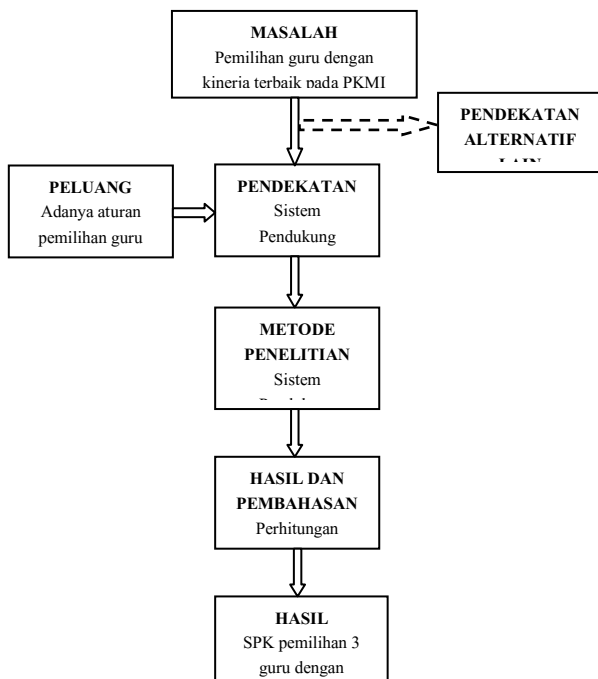 MASALAH
Pemilihan guru dengan
kinerja terbaik pada PKMI
PENDEKATAN
ALTERNATIF
PELUANG
Adanya aturan
pemilihan guru
PENDEKATAN
Sistem
Pendukung
METODE
PENELITIAN
Sistem
HASIL DAN
PEMBAHASAN
Perhitungan
HASIL
SPK pemilihan 3
guru dengan